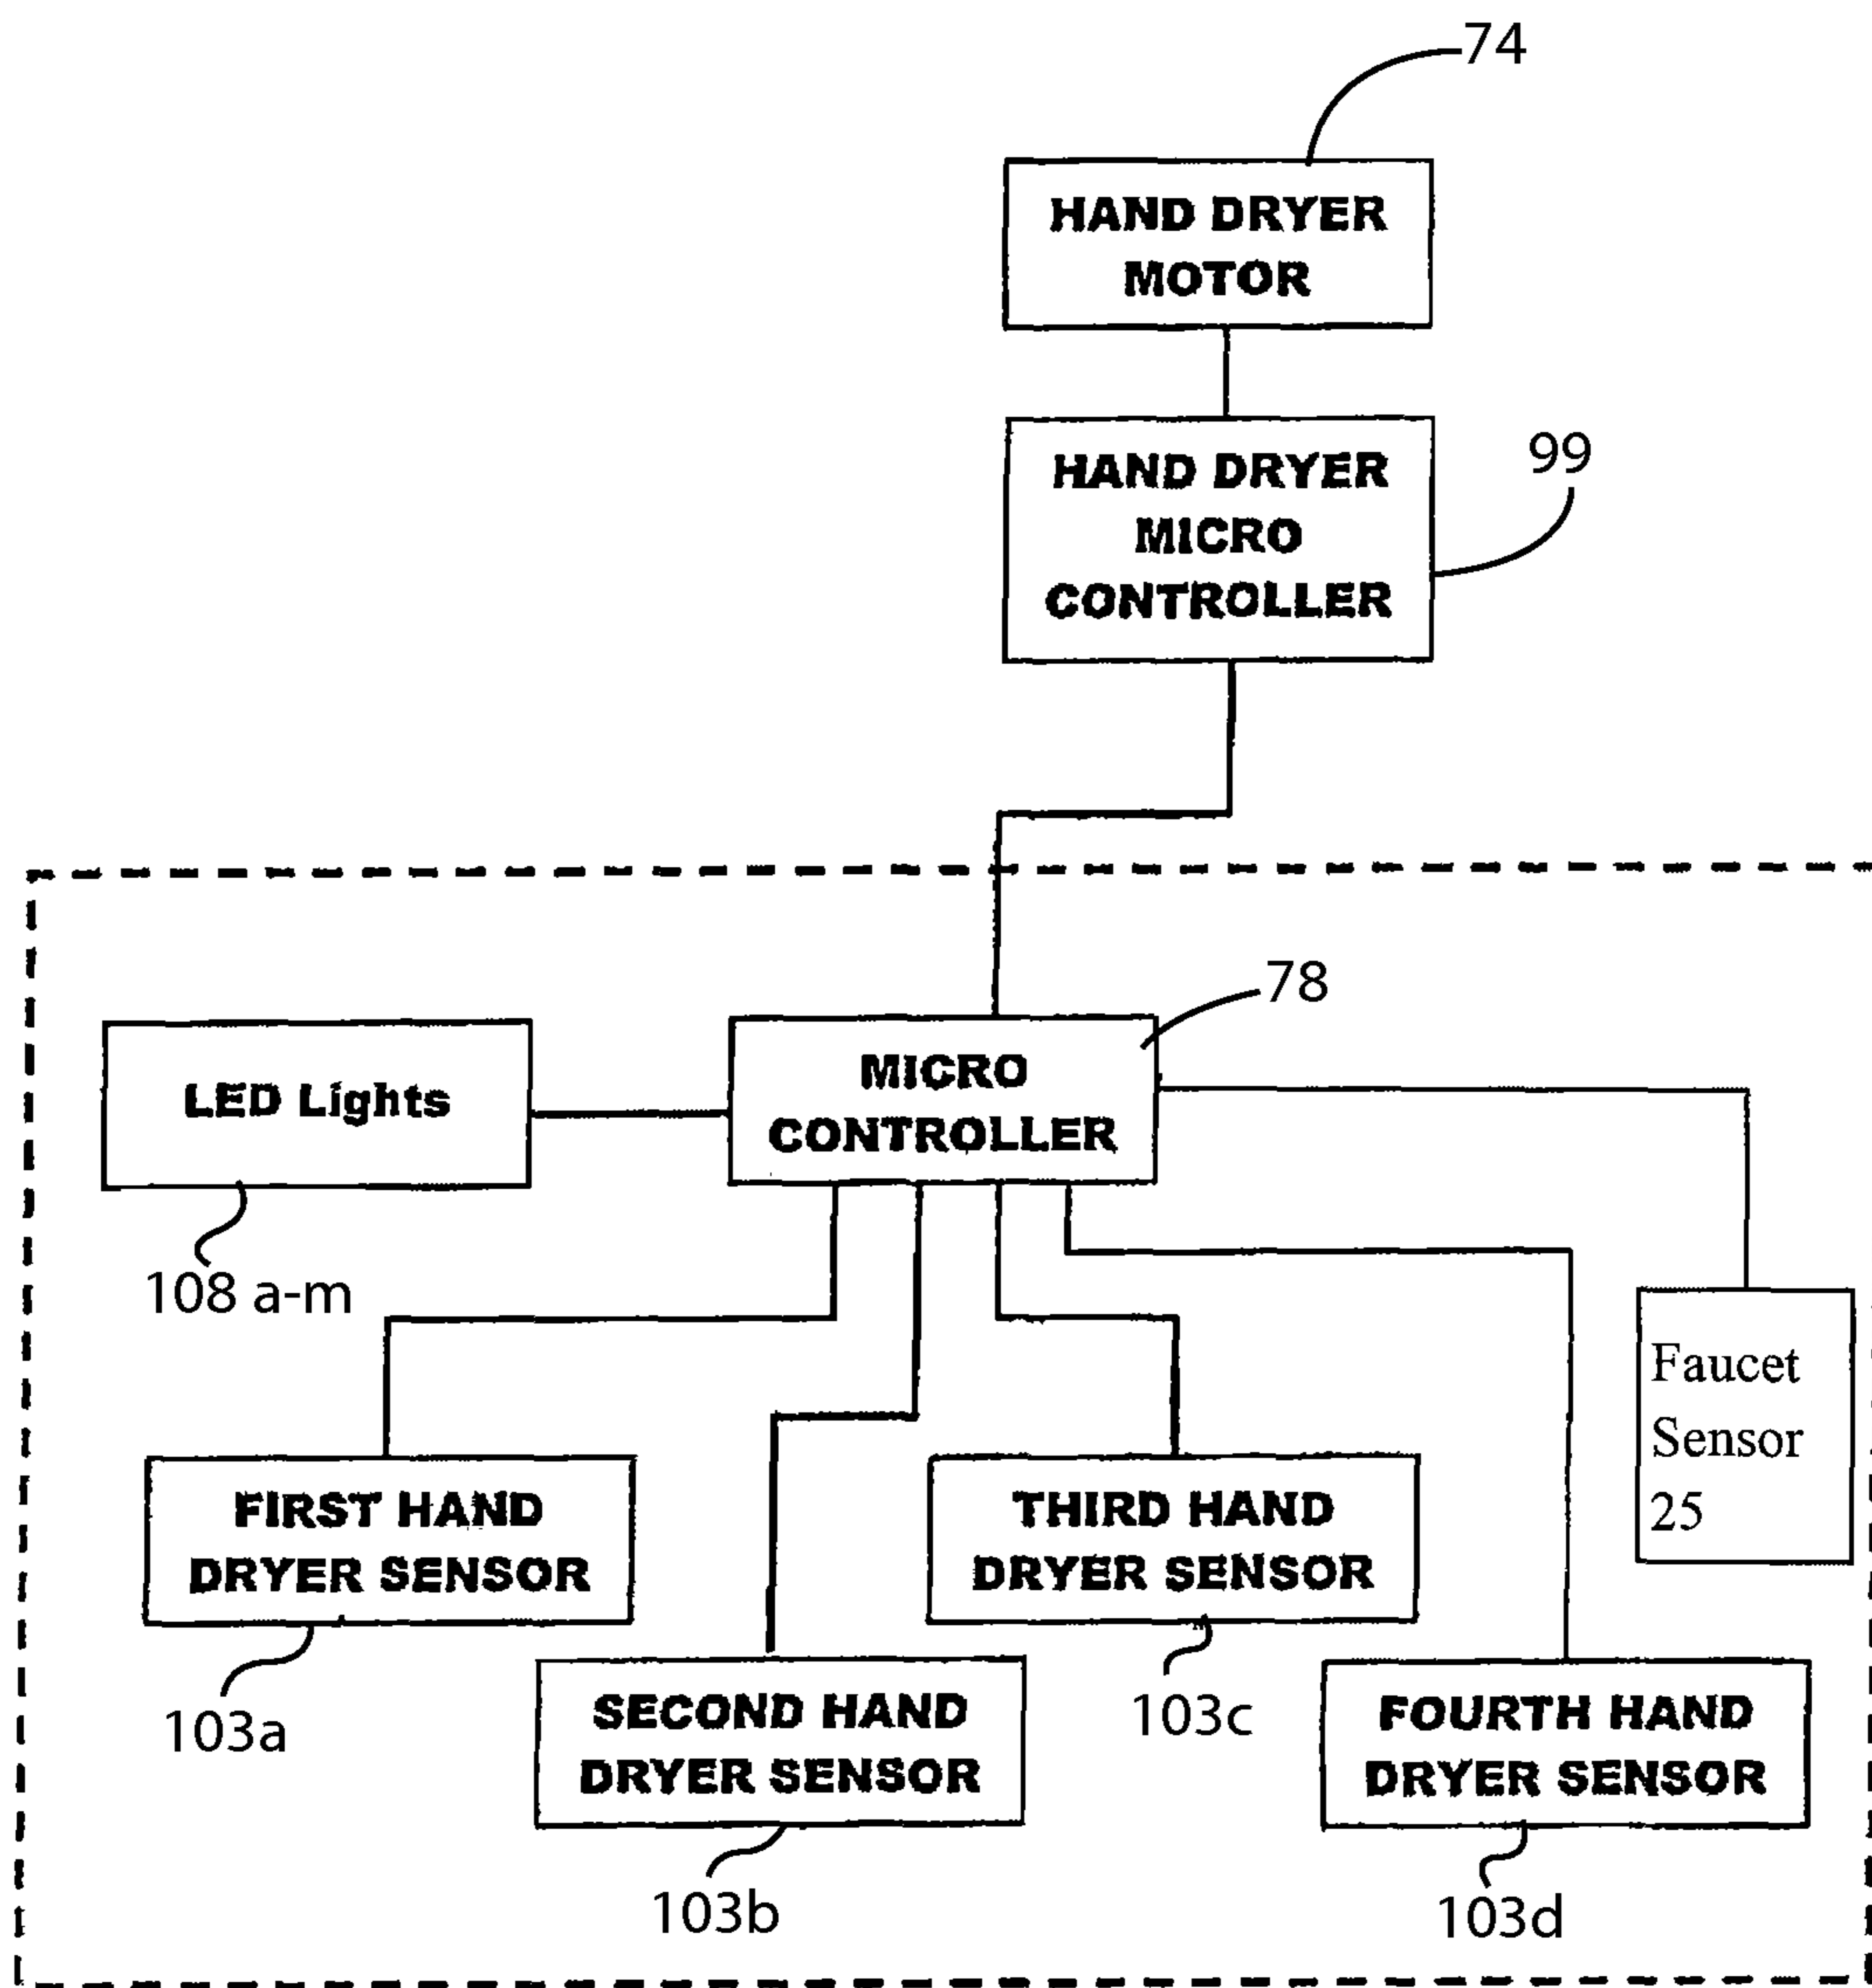 74
HAND DRYER
MOTOR
HAND DRYER
MICRO
CONTROLLER
99
78
MICRO
CONTROLLER
LED Lights
108 a-m
Faucet
Sensor
25
FIRST HAND
DRYER SENSOR
103a
THIRD HAND
DRYER SENSOR
103c
SECOND HAND
DRYER SENSOR
103b
FOURTH HAND
DRYER SENSOR
103d